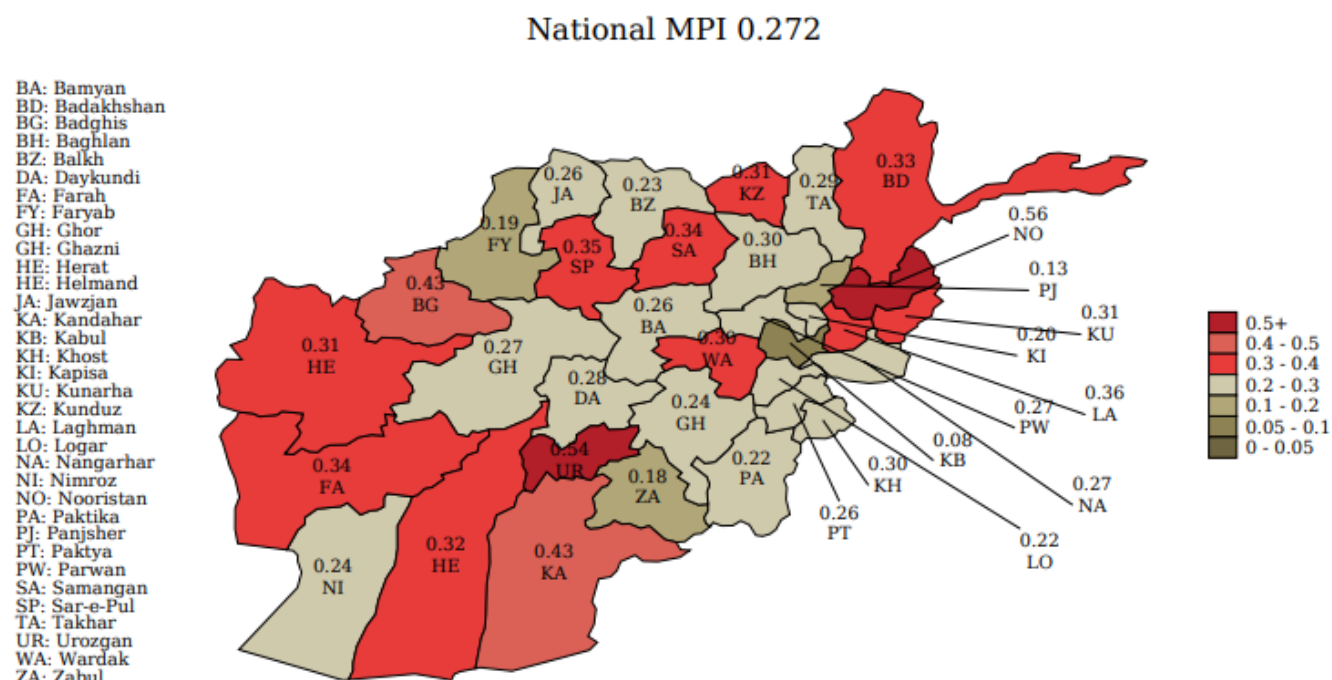 National MPI 0.272
BA: Bamyan
BD: Badakhshan
BG: Badghis
BH: Baghlan
BZ: Balkh
DA: Daykundi
FA: Farah
FY: Faryab
GH: Ghor
GH: Ghazni
HE: Herat
HE: Helmand
JA: Jawzjan
KA: Kandahar
KB: Kabul
KH: Khost
KI: Kapisa
KU: Kunarha
KZ: Kunduz
LA: Laghman
LO: Logar
NA: Nangarhar
NI: Nimroz
NO: Nooristan
PA: Paktika
PJ: Panjsher
PT: Paktya
PW: Parwan
SA: Samangan
SP: Sar-e-Pul
TA: Takhar
UR: Urozgan
WA: Wardak
ZA: Zabul
0.33
BD
0.26
JA
0.31
KZ
0.29
TA
0.23
BZ
0.19
FY
0.34
SA
0.30
BH
0.35
SP
0.56
NO
0.13
PJ
0.43
BG
0.26
BA
0.31
KU
0.20
KI
0.31
HE
0.27
GH
0.30
WA
0.28
DA
0.36
LA
0.24
GH
0.27
PW
0.08
KB
0.54
UR
0.34
FA
0.22
PA
0.18
ZA
0.30
KH
0.27
NA
0.26
PT
0.22
LO
0.32
HE
0.43
KA
0.24
NI
0.5+
0.4 - 0.5
0.3 - 0.4
0.2 - 0.3
0.1 - 0.2
0.05 - 0.1
0 - 0.05